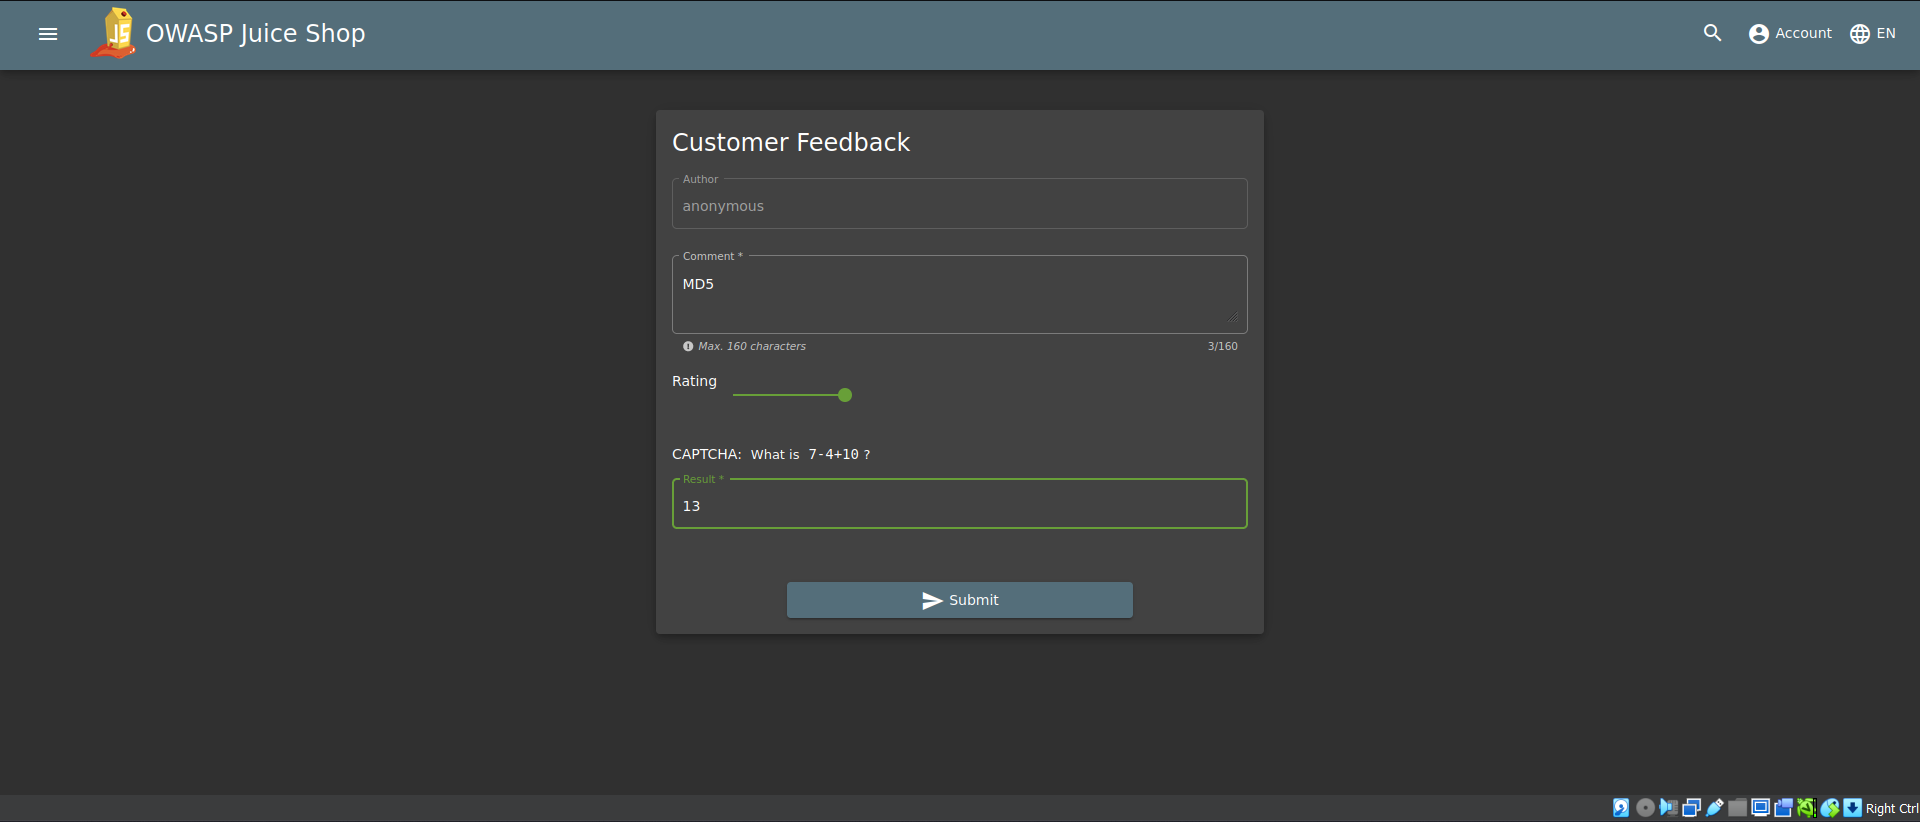 JS
OWASP Juice Shop
Account
EN
Customer Feedback
Author
anonymous
Comment *
MD5
Max. 160 characters
3/160
Rating
CAPTCHA: What is 7-4+10 ?
Result *
13
Submit
Right Ctrl